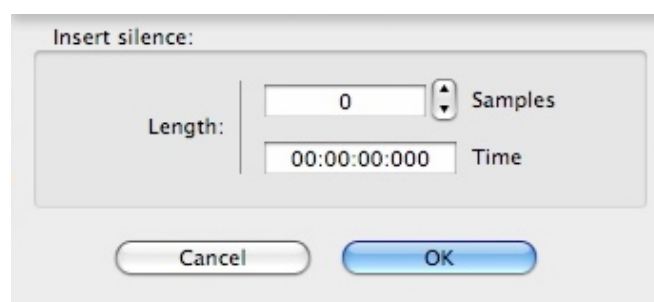 Insert silence:
0 Samples
Length:
00:00:00:000 Time
Cancel OK